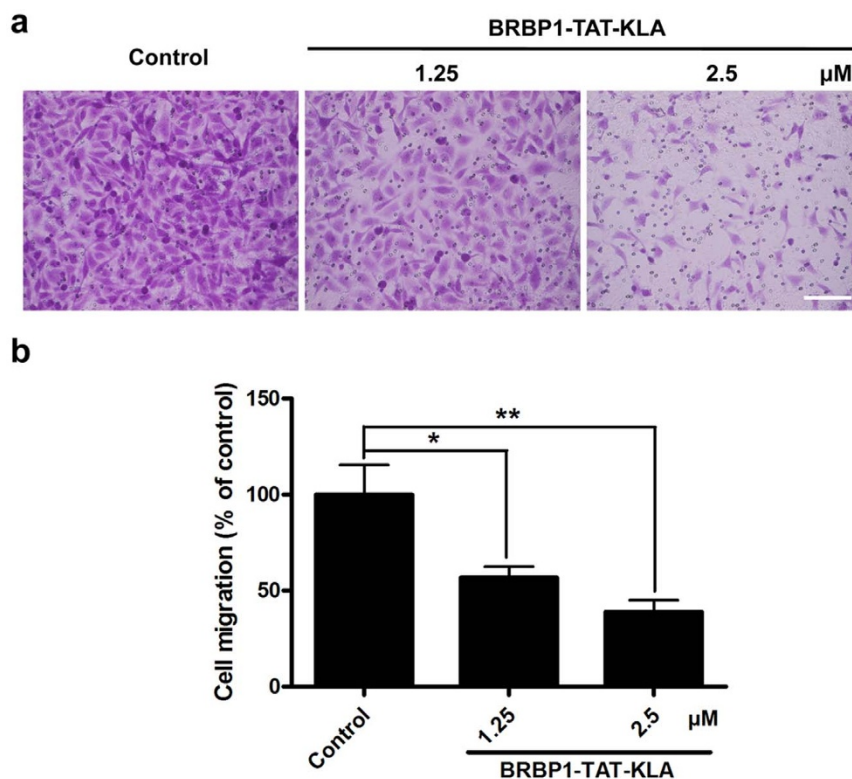 a
BRBP1-TAT-KLA
Control
1.25
2.5
µM
b
Cell migration (% of control)
150
100
50
0
*
**
Control
1.25
2.5
µM
BRBP1-TAT-KLA